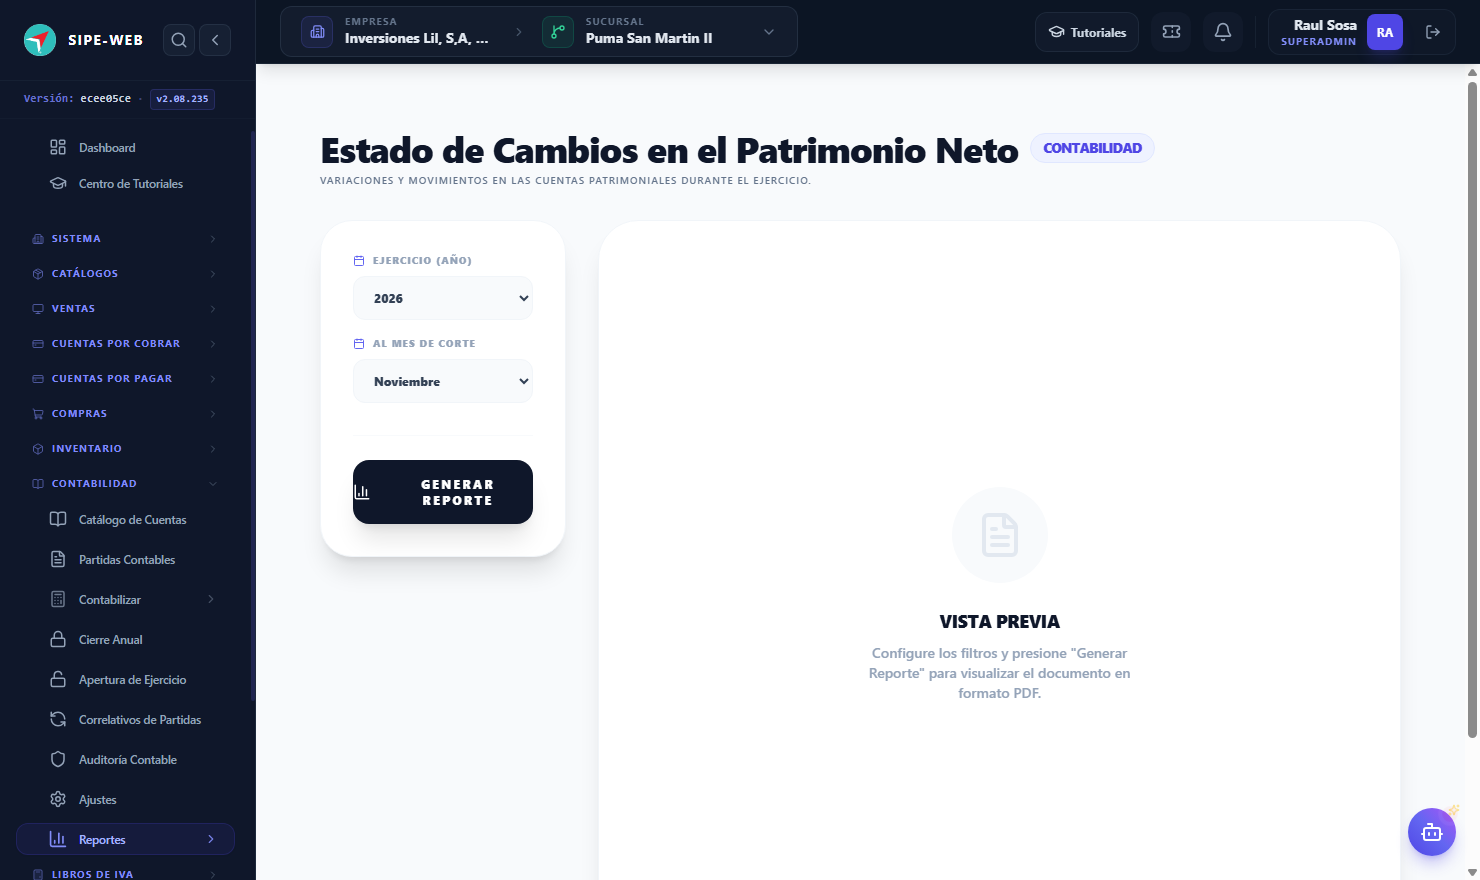 SIPE-WEB
Versión: ecee05ce · v2.08.235
Dashboard
Centro de Tutoriales
SISTEMA
CATÁLOGOS
VENTAS
CUENTAS POR COBRAR
CUENTAS POR PAGAR
COMPRAS
INVENTARIO
CONTABILIDAD
Catálogo de Cuentas
Partidas Contables
Contabilizar
Cierre Anual
Apertura de Ejercicio
Correlativos de Partidas
Auditoría Contable
Ajustes
Reportes
LIBROS DE IVA
EMPRESA
Inversiones Lil, S,A, ...
SUCURSAL
Puma San Martin II
Tutoriales
Raul Sosa
SUPERADMIN
RA
Estado de Cambios en el Patrimonio Neto
CONTABILIDAD
VARIACIONES Y MOVIMIENTOS EN LAS CUENTAS PATRIMONIALES DURANTE EL EJERCICIO.
EJERCICIO (AÑO)
2026
AL MES DE CORTE
Noviembre
GENERAR
REPORTE
VISTA PREVIA
Configure los filtros y presione "Generar
Reporte" para visualizar el documento en
formato PDF.